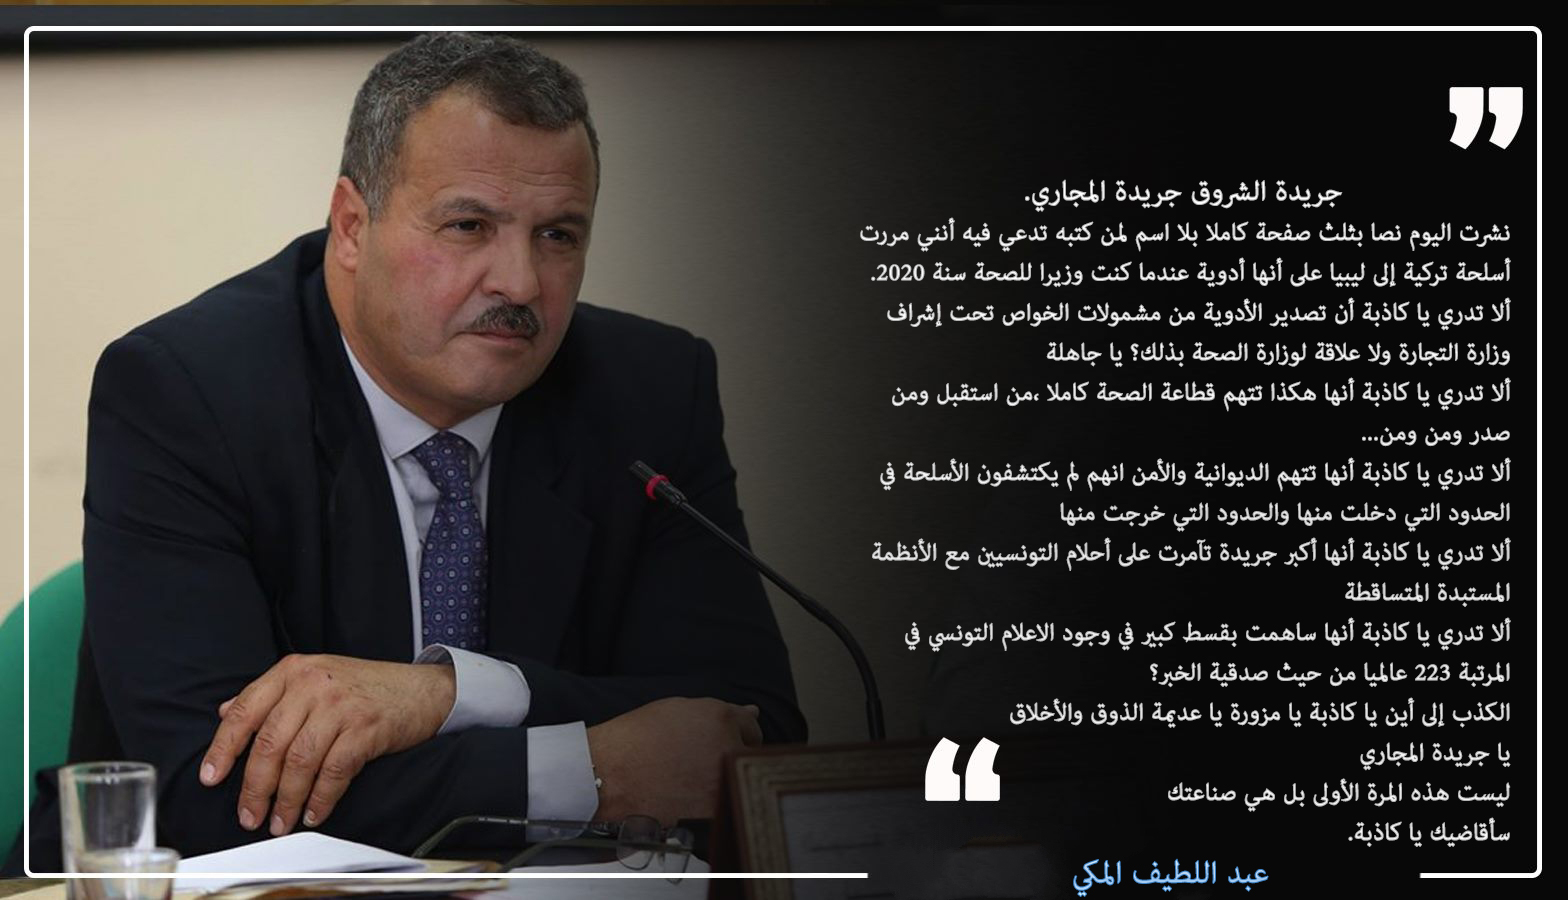 جريدة الشروق جريدة المجاري.
نشرت اليوم نصا بثلث صفحة كاملا بلا اسم لمن كتبه تدعي فيه أنني مررت
أسلحة تركية إلى ليبيا على أنها أدوية عندما كنت وزيرا للصحة سنة 2020.
ألا تدري يا كاذبة أن تصدير الأدوية من مشمولات الخواص تحت إشراف
وزارة التجارة ولا علاقة لوزارة الصحة بذلك؟ يا جاهلة
ألا تدري يا كاذبة أنها هكذا تتهم قطاعة الصحة كاملا ،من استقبل ومن
صدر ومن ومن...
ألا تدري يا كاذبة أنها تتهم الديوانية والأمن انهم لم يكتشفون الأسلحة في
الحدود التي دخلت منها والحدود التي خرجت منها
ألا تدري يا كاذبة أنها أكبر جريدة تآمرت على أحلام التونسيين مع الأنظمة
المستبدة المتساقطة
ألا تدري يا كاذبة أنها ساهمت بقسط كبير في وجود الاعلام التونسي في
المرتبة 223 عالميا من حيث صدقية الخبر؟
الكذب إلى أين يا كاذبة يا مزورة يا عديمة الذوق والأخلاق
يا جريدة المجاري
ليست هذه المرة الأولى بل هي صناعتك
سأقاضيك يا كاذبة.
عبد اللطيف المكي